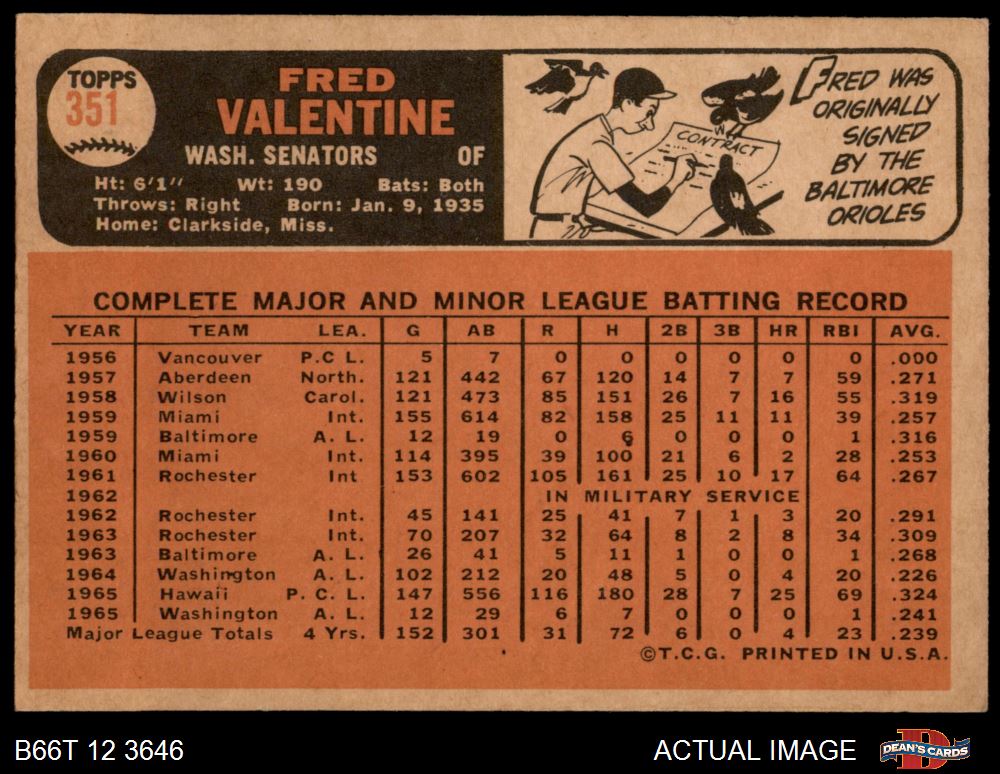 TOPPS
351
FRED
VALENTINE
WASH. SENATORS OF
Ht: 6'1" Wt: 190 Bats: Both
Throws: Right Born: Jan. 9, 1935
Home: Clarkside, Miss.
CONTRACT
FRED WAS
ORIGINALLY
SIGNED
BY THE
BALTIMORE
ORIOLES
COMPLETE MAJOR AND MINOR LEAGUE BATTING RECORD
YEAR TEAM LEA. G AB R H 2B 3B HR RBI AVG.
1956 Vancouver P.C L. 5 7 0 0 0 0 0 0 .000
1957 Aberdeen North. 121 442 67 120 14 7 7 59 .271
1958 Wilson Carol. 121 473 85 151 26 7 16 55 .319
1959 Miami Int. 155 614 82 158 25 11 11 39 .257
1959 Baltimore A. L. 12 19 0 6 0 0 0 1 .316
1960 Miami Int. 114 395 39 100 21 6 2 28 .253
1961 Rochester Int 153 602 105 161 25 10 17 64 .267
1962 IN MILITARY SERVICE
1962 Rochester Int. 45 141 25 41 7 1 3 20 .291
1963 Rochester Int. 70 207 32 64 8 2 8 34 .309
1963 Baltimore A. L. 26 41 5 11 1 0 0 1 .268
1964 Washington A. L. 102 212 20 48 5 0 4 20 .226
1965 Hawaii P. C. L. 147 556 116 180 28 7 25 69 .324
1965 Washington A. L. 12 29 6 7 0 0 0 1 .241
Major League Totals 4 Yrs. 152 301 31 72 6 0 4 23 .239
©T.C.G. PRINTED IN U.S.A.
B66T 12 3646
ACTUAL IMAGE
DEAN'S CARDS